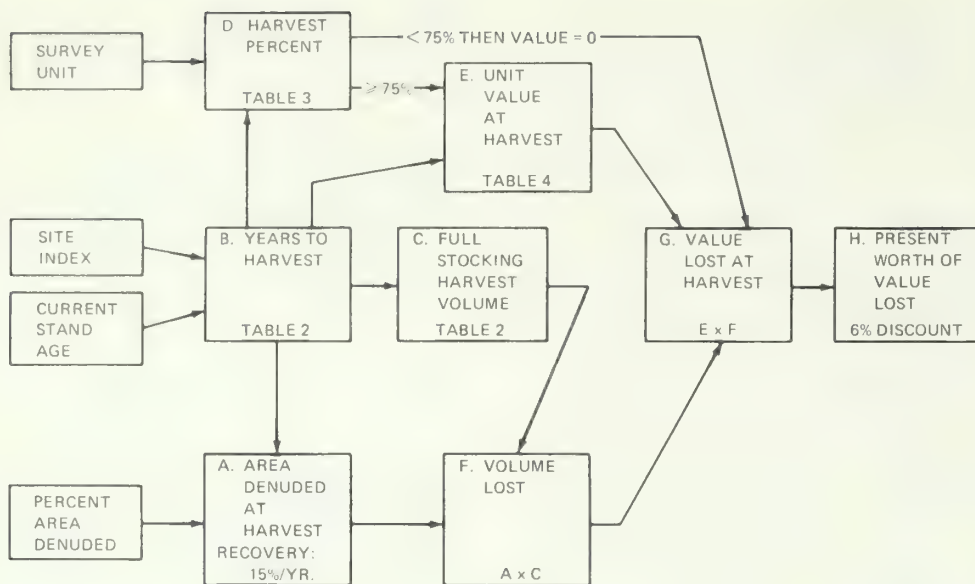 SURVEY
UNIT
D HARVEST
PERCENT
TABLE 3
<75% THEN VALUE = 0
≥75%
E. UNIT
VALUE
AT
HARVEST
TABLE 4
SITE
INDEX
CURRENT
STAND
AGE
B. YEARS TO
HARVEST
TABLE 2
C. FULL
STOCKING
HARVEST
VOLUME
TABLE 2
G. VALUE
LOST AT
HARVEST
E x F
H. PRESENT
WORTH OF
VALUE
LOST
6% DISCOUNT
PERCENT
AREA
DENUDED
A. AREA
DENUDED
AT
HARVEST
RECOVERY:
15%/YR.
F. VOLUME
LOST
A x C